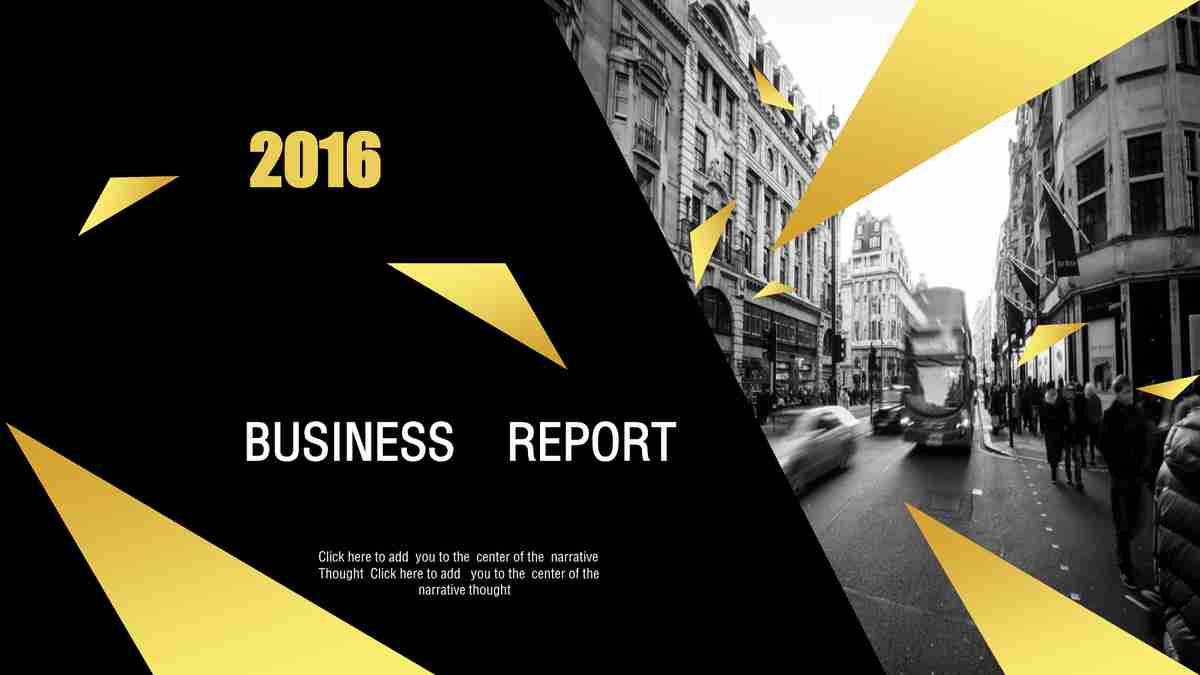 2016
BUSINESS REPORT
Click here to add you to the center of the narrative
Thought Click here to add you to the center of the
narrative thought